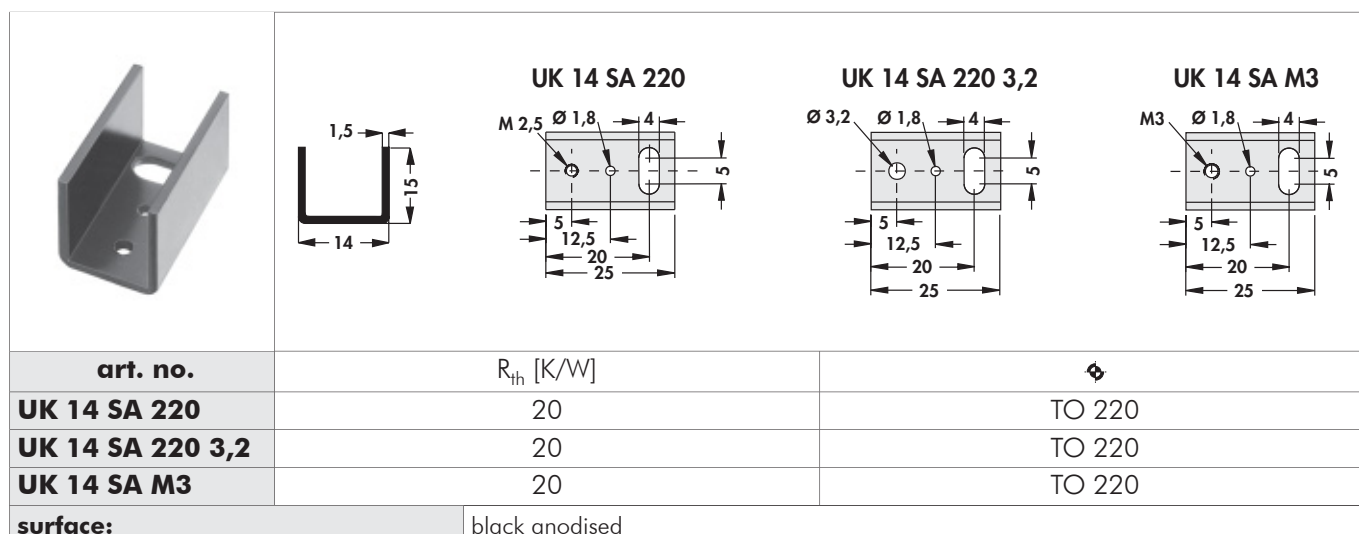 UK 14 SA 220 UK 14 SA 220 3,2 UK 14 SA M3
1,5
15
14
M 2,5 Ø 1,8 4
5
5
12,5
20
25
Ø 3,2 Ø 1,8 4
5
5
12,5
20
25
M3 Ø 1,8 4
5
5
12,5
20
25
art. no. Rth [K/W]
UK 14 SA 220 20 TO 220
UK 14 SA 220 3,2 20 TO 220
UK 14 SA M3 20 TO 220
surface: black anodised